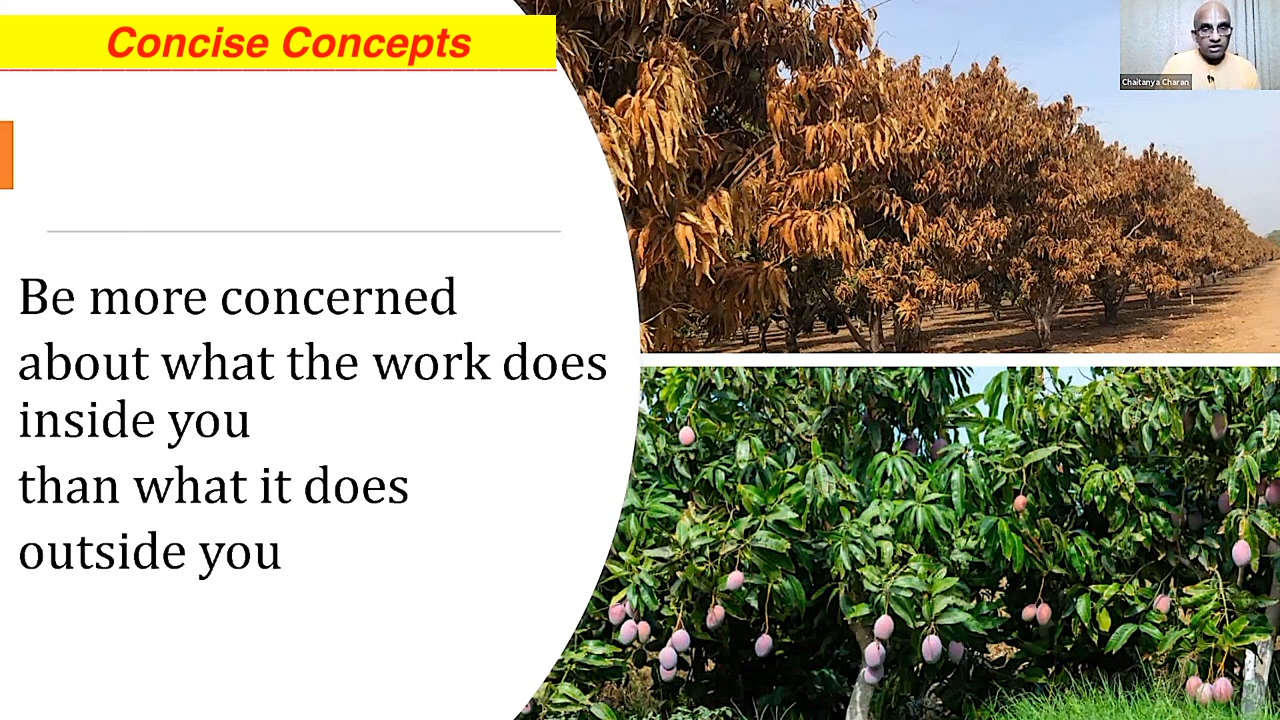 Concise Concepts
Chaitanya Charan
Be more concerned
about what the work does
inside you
than what it does
outside you